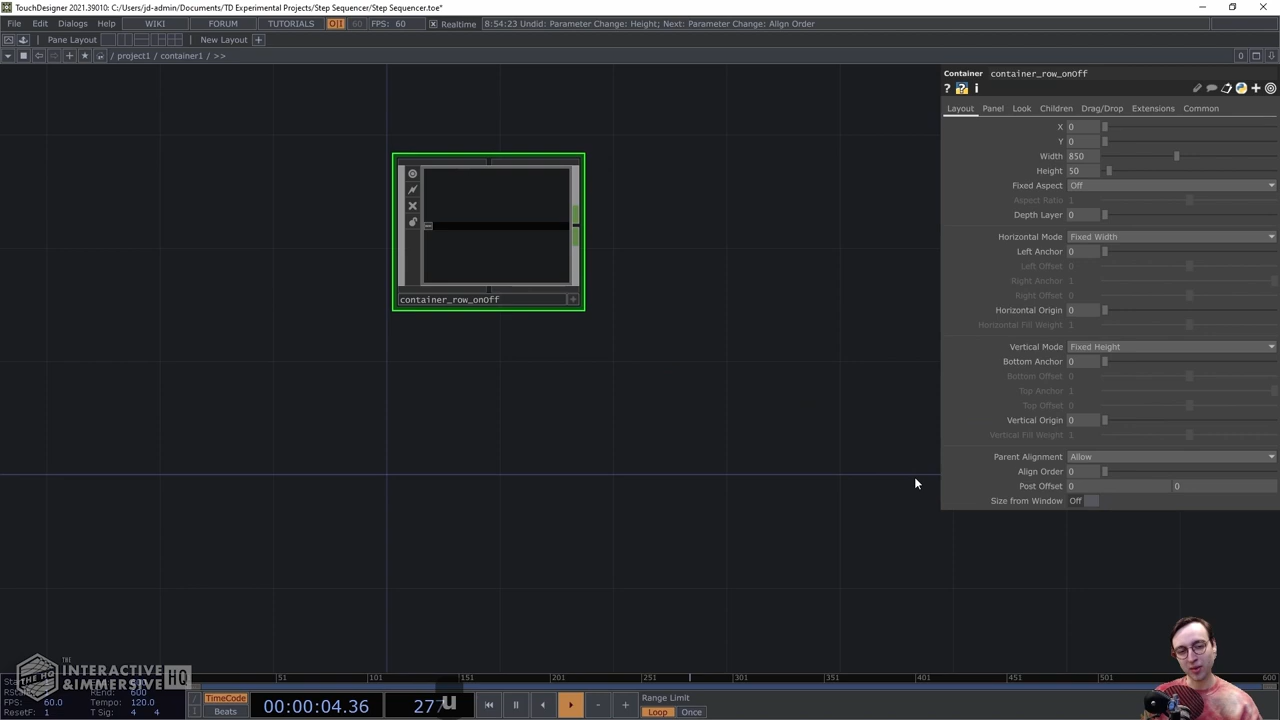 TouchDesigner 2021.39010: C:/Users/jd-admin/Documents/TD Experimental Projects/Step Sequencer/Step Sequencer.toe*
File Edit Dialogs Help WIKI FORUM TUTORIALS O|I 60 FPS: 60 Realtime 8:54:23 Undid: Parameter Change: Height; Next: Parameter Change: Align Order
Pane Layout New Layout +
/ project1 / container1 / >> 0
Container container_row_onOff
? ? i
Layout Panel Look Children Drag/Drop Extensions Common
X 0
Y 0
Width 850
Height 50
Fixed Aspect Off
Aspect Ratio 1
Depth Layer 0
Horizontal Mode Fixed Width
Left Anchor 0
Left Offset 0
Right Anchor 1
Right Offset 0
Horizontal Origin 0
Horizontal Fill Weight 1
Vertical Mode Fixed Height
Bottom Anchor 0
Bottom Offset 0
Top Anchor 1
Top Offset 0
Vertical Origin 0
Vertical Fill Weight 1
Parent Alignment Allow
Align Order 0
Post Offset 0 0
Size from Window Off
container_row_onOff
THE
INTERACTIVE
& IMMERSIVE HQ
51 101 151 201 251 301 351 401 451 501 600
REnd: 600
FPS: 60.0 Tempo: 120.0
ResetF: 1 T Sig: 4 4
TimeCode
Beats
00:00:04.36
277
u
Range Limit
Loop Once